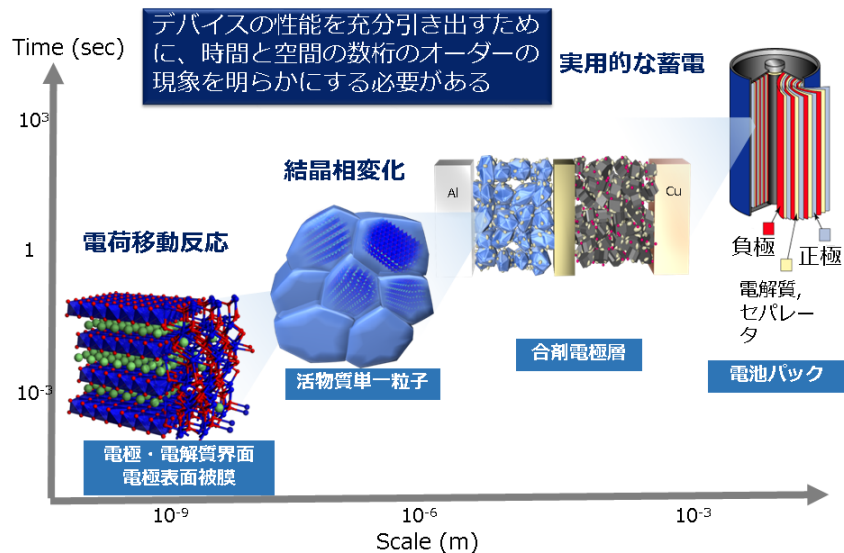 デバイスの性能を充分引き出すため
に、時間と空間の数桁のオーダーの
現象を明らかにする必要がある
Time (sec)
実用的な蓄電
10³
結晶相変化
Al
Cu
電荷移動反応
1
負極
正極
電解質,
セパレー
タ
合剤電極層
電池パック
活物質単一粒子
10⁻³
電極・電解質界面
電極表面被膜
10⁻⁹
10⁻⁶
10⁻³
Scale (m)